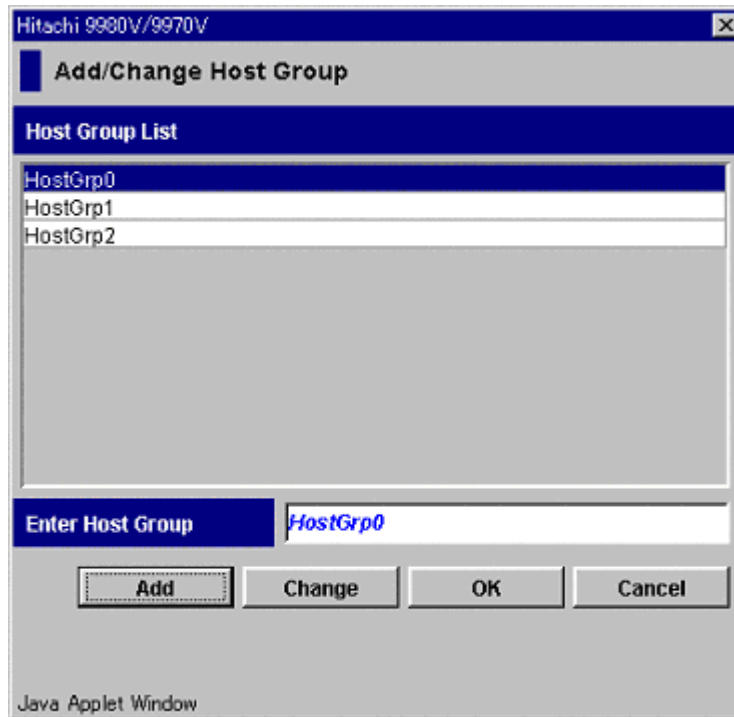 Hitachi 9980V/9970V
Add/Change Host Group
Host Group List
HostGrp0
HostGrp1
HostGrp2
Enter Host Group HostGrp0
Add Change OK Cancel
Java Applet Window